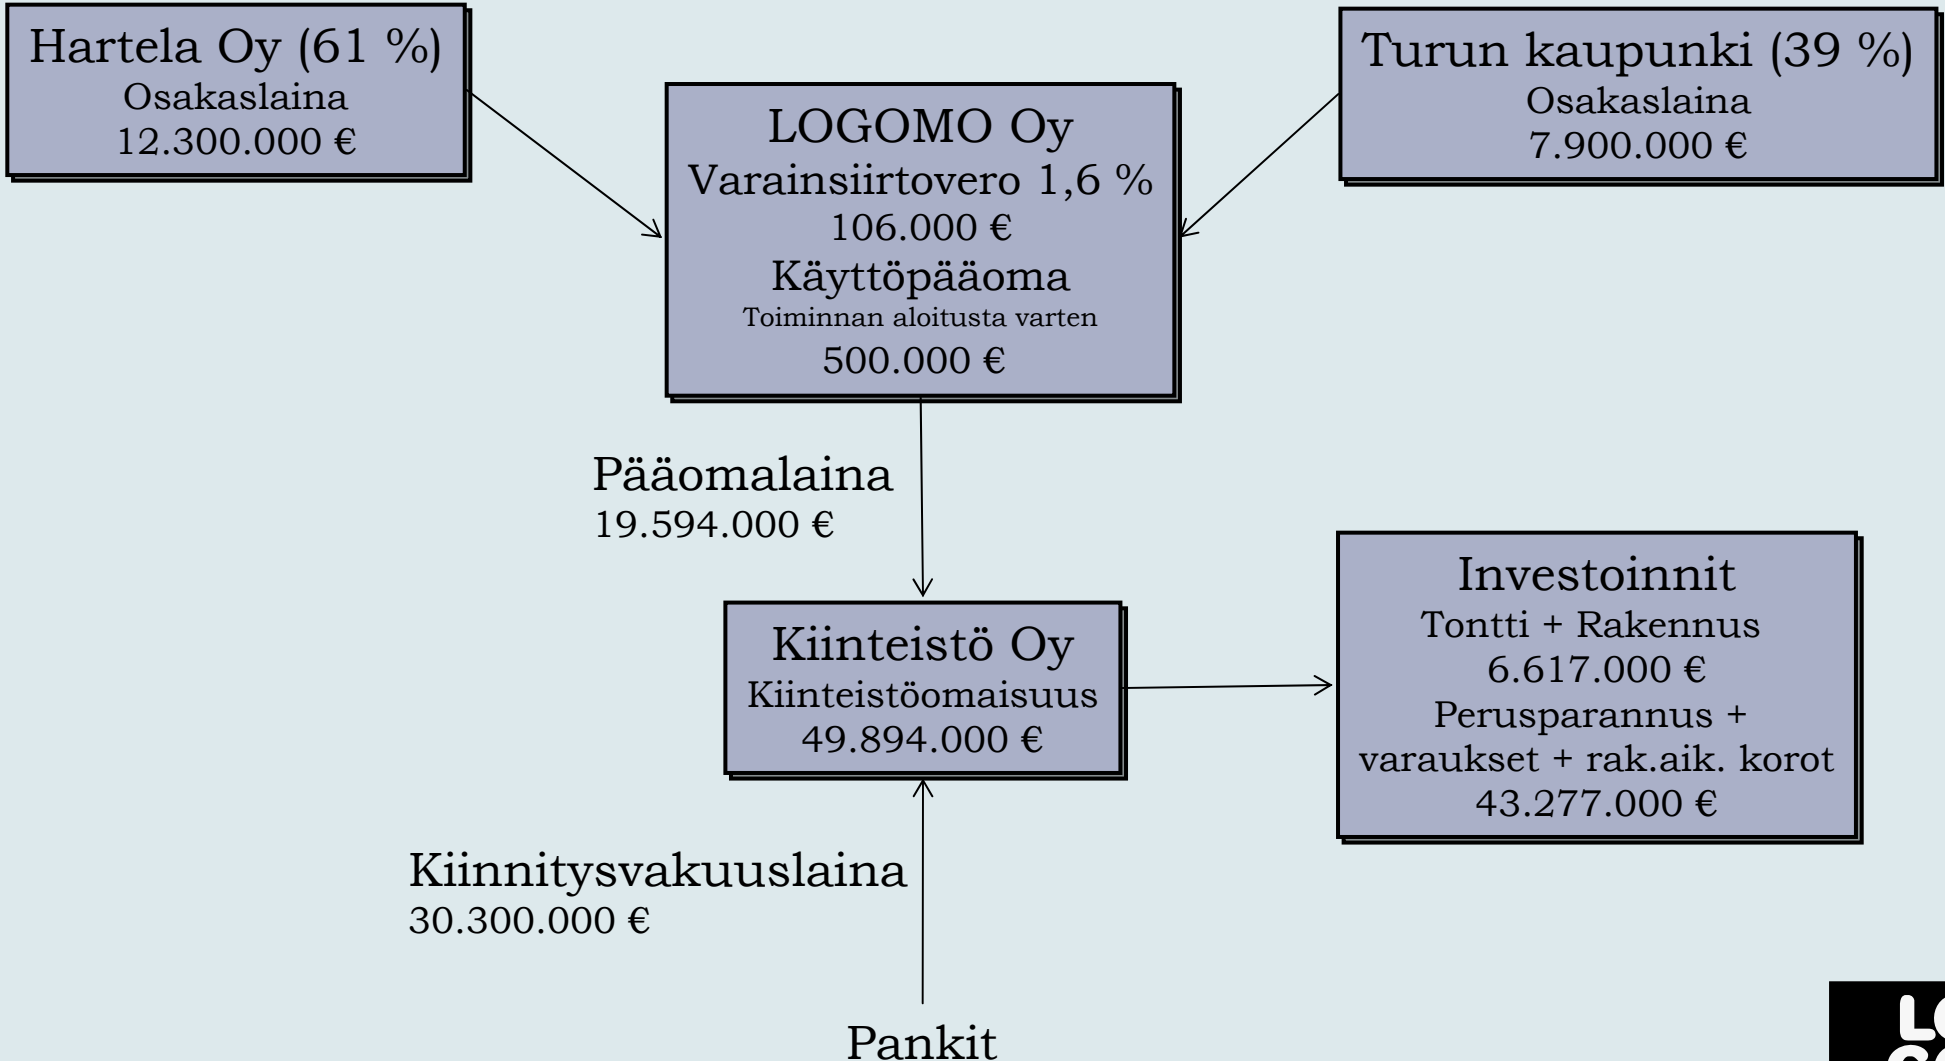 Hartela Oy (61 %)
Osakaslaina
12.300.000 €
LOGOMO Oy
Varainsiirtovero 1,6 %
106.000 €
Käyttöpääoma
Toiminnan aloitusta varten
500.000 €
Turun kaupunki (39 %)
Osakaslaina
7.900.000 €
Pääomalaina
19.594.000 €
Kiinteistö Oy
Kiinteistöomaisuus
49.894.000 €
Investoinnit
Tontti + Rakennus
6.617.000 €
Perusparannus +
varaukset + rak.aik. korot
43.277.000 €
Kiinnitysvakuuslaina
30.300.000 €
Pankit